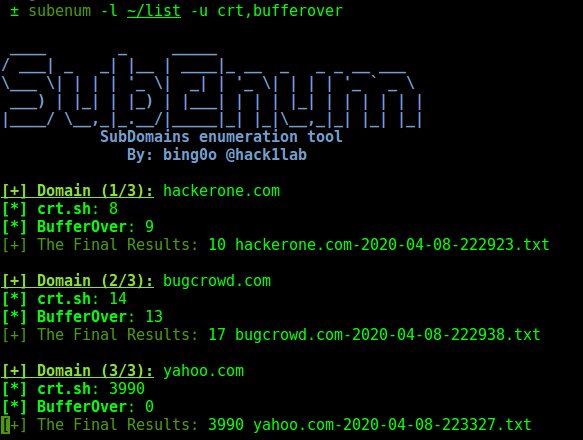 ± subenum -l ~/list -u crt,bufferover
SubEnum
SubDomains enumeration tool
By: bing0o @hack1lab
[+] Domain (1/3): hackerone.com
[*] crt.sh: 8
[*] BufferOver: 9
[+] The Final Results: 10 hackerone.com-2020-04-08-222923.txt
[+] Domain (2/3): bugcrowd.com
[*] crt.sh: 14
[*] BufferOver: 13
[+] The Final Results: 17 bugcrowd.com-2020-04-08-222938.txt
[+] Domain (3/3): yahoo.com
[*] crt.sh: 3990
[*] BufferOver: 0
[+] The Final Results: 3990 yahoo.com-2020-04-08-223327.txt